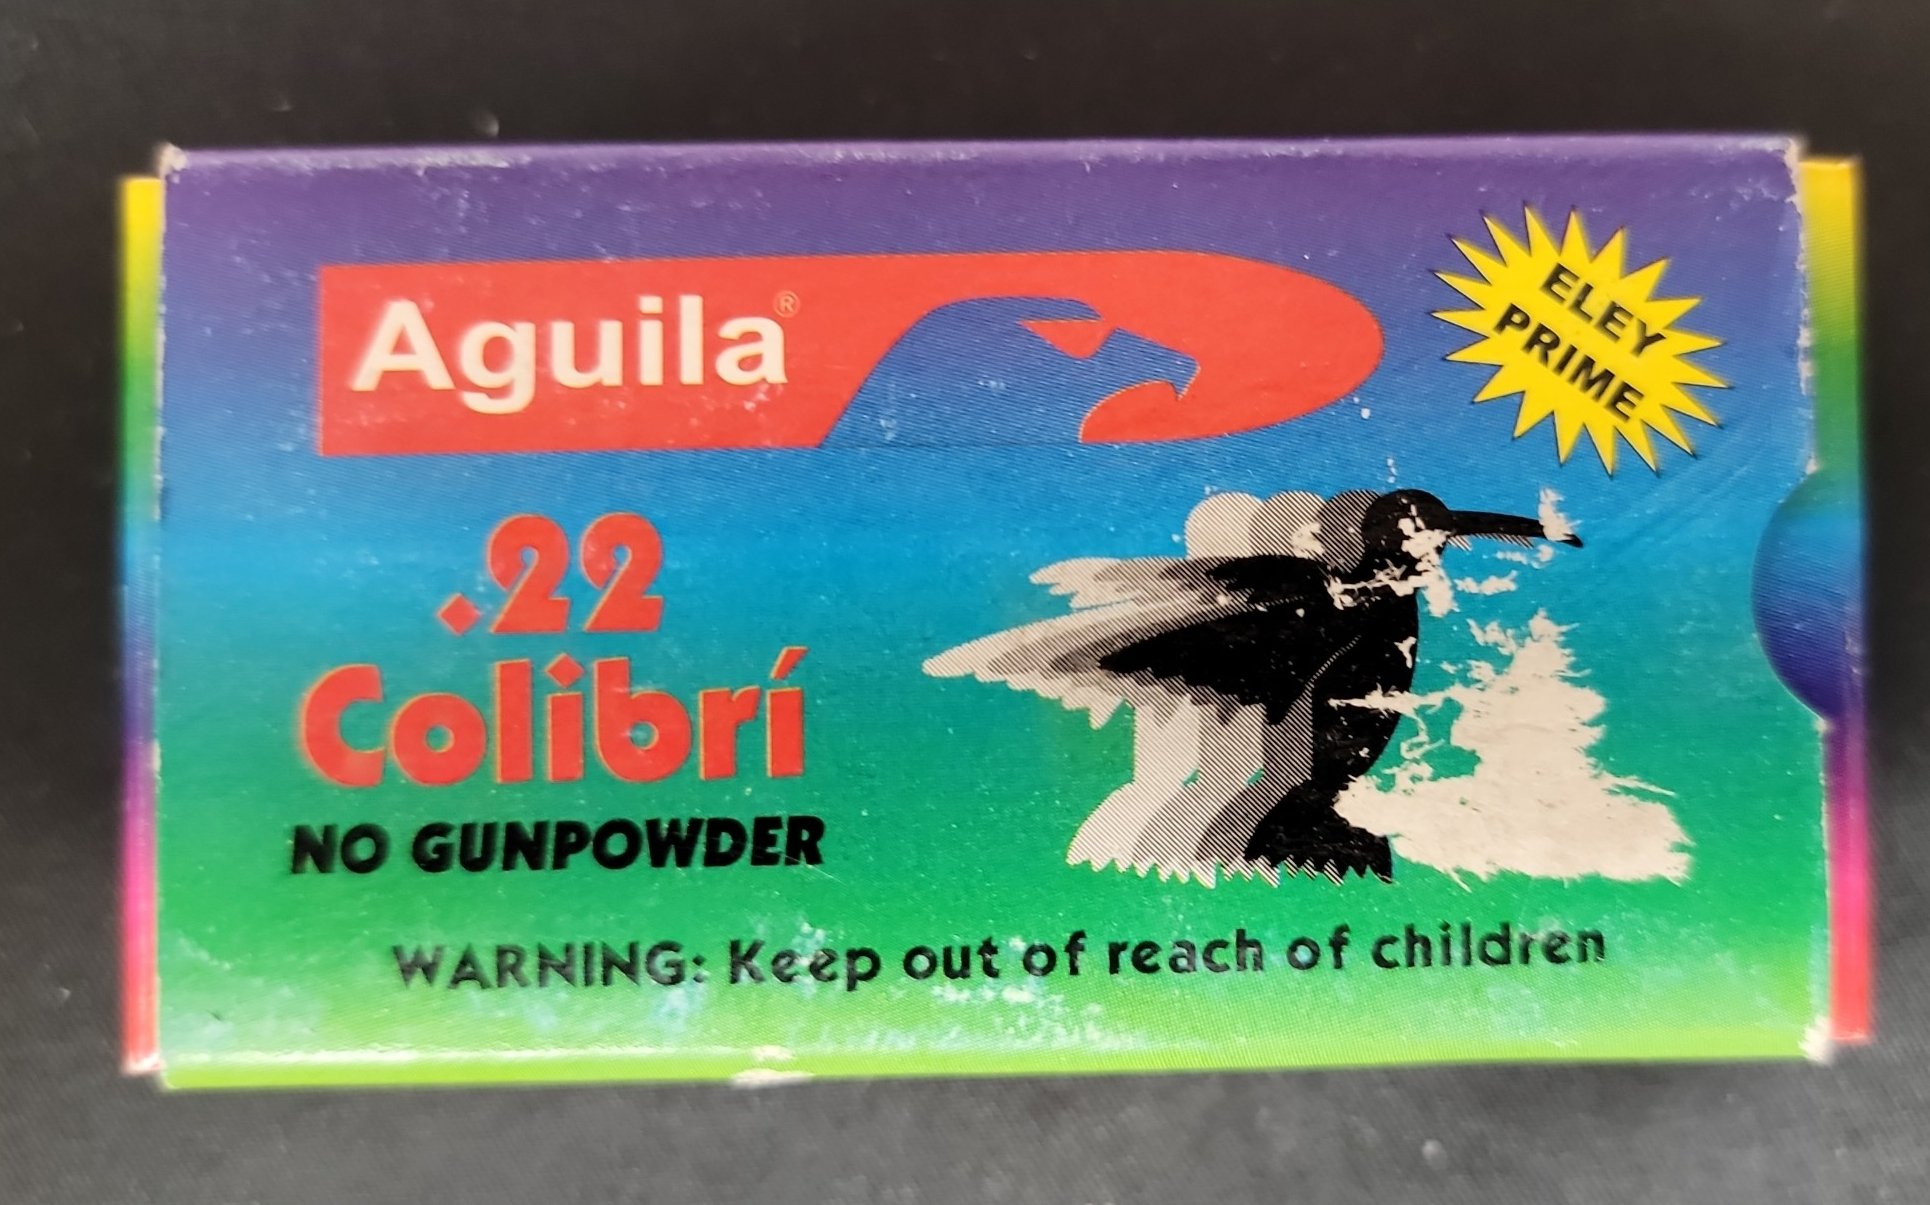 Aguila®
ELEY
PRIME
.22
Colibrí
NO GUNPOWDER
WARNING: Keep out of reach of children